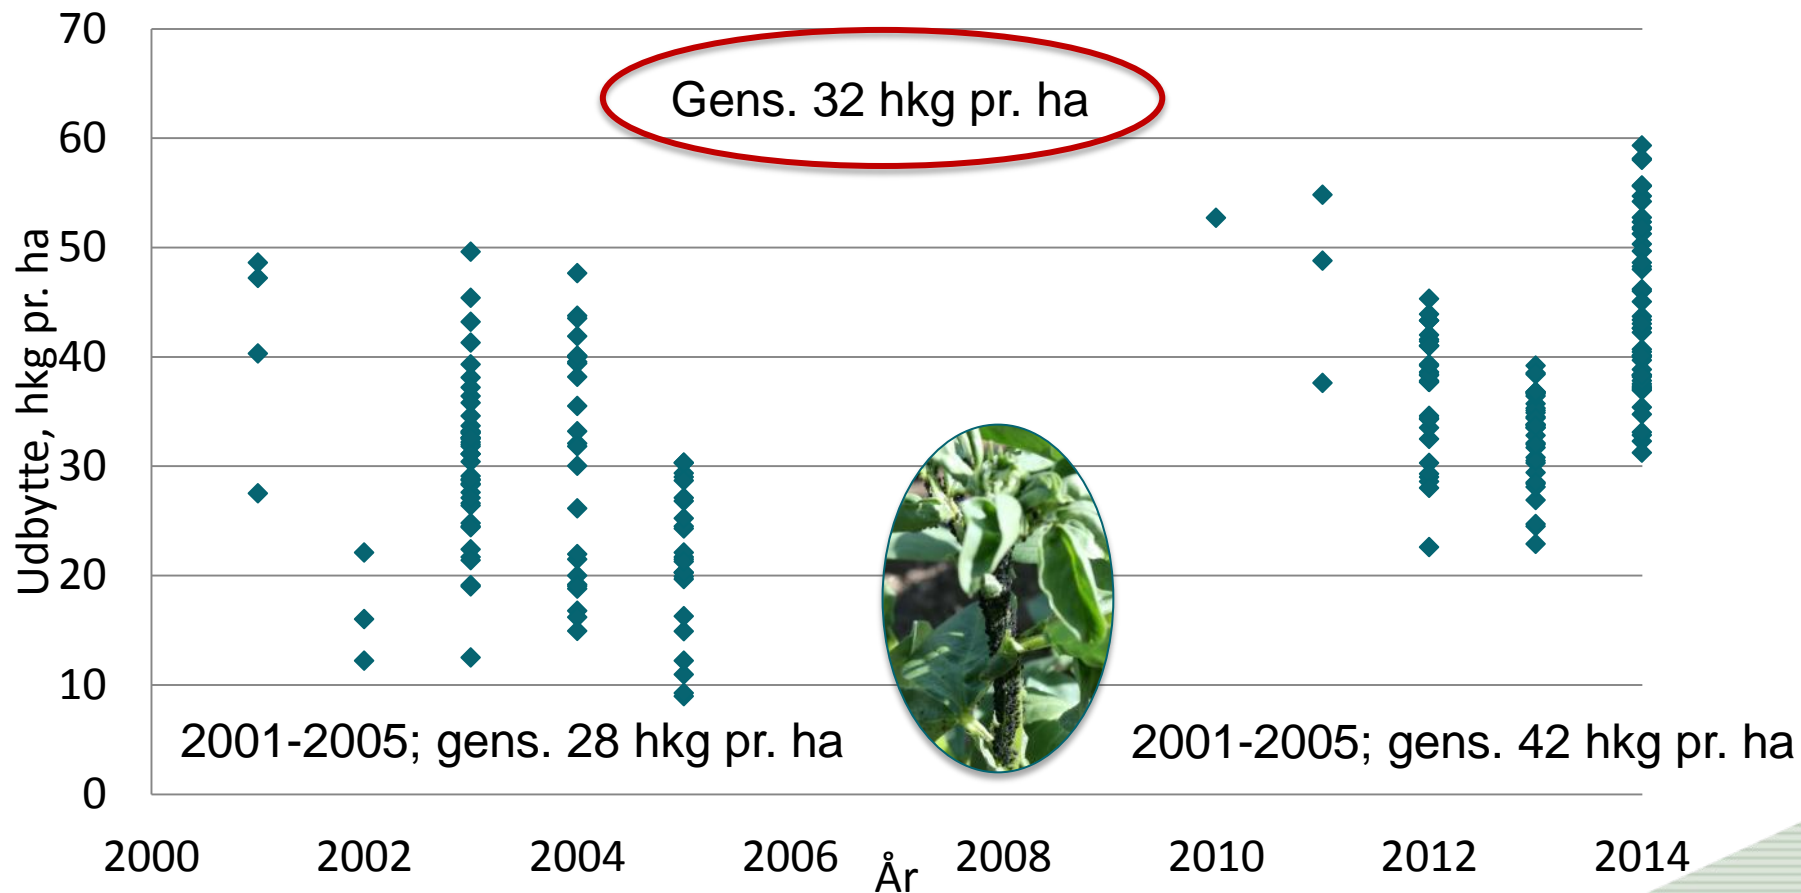 70
Gens. 32 hkg pr. ha
60
50
40
30
20
10
0
Udbytte, hkg pr. ha
2001-2005; gens. 28 hkg pr. ha
2001-2005; gens. 42 hkg pr. ha
2000 2002 2004 2006 2008 2010 2012 2014
År